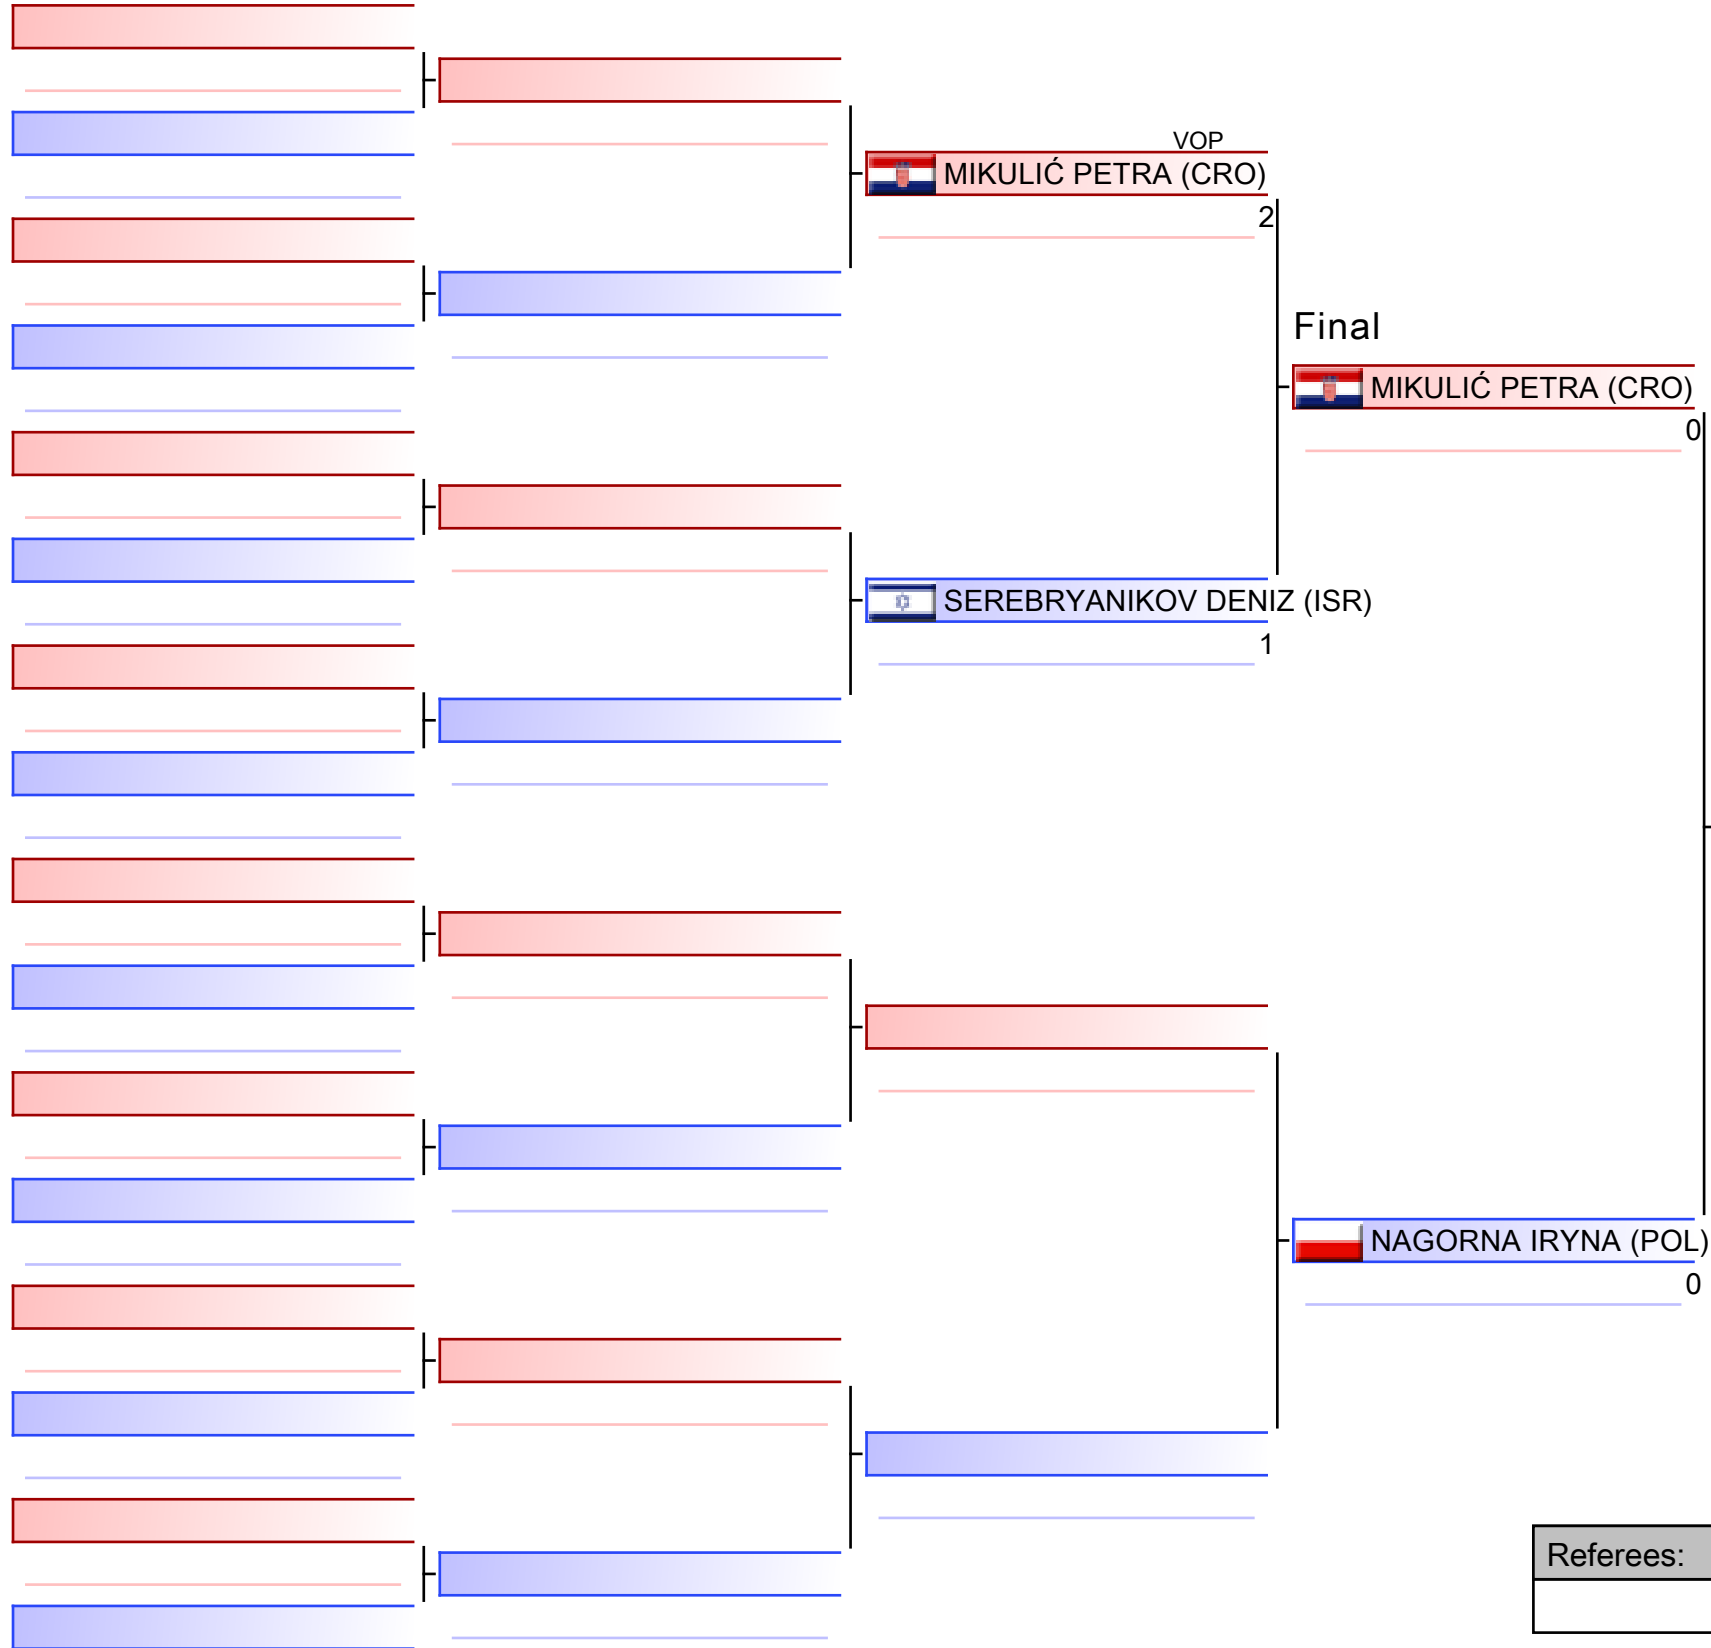 VOP
MIKULIĆ PETRA (CRO)
2
Final
MIKULIĆ PETRA (CRO)
0
SEREBRYANIKOV DENIZ (ISR)
1
NAGORNA IRYNA (POL)
0
Referees: